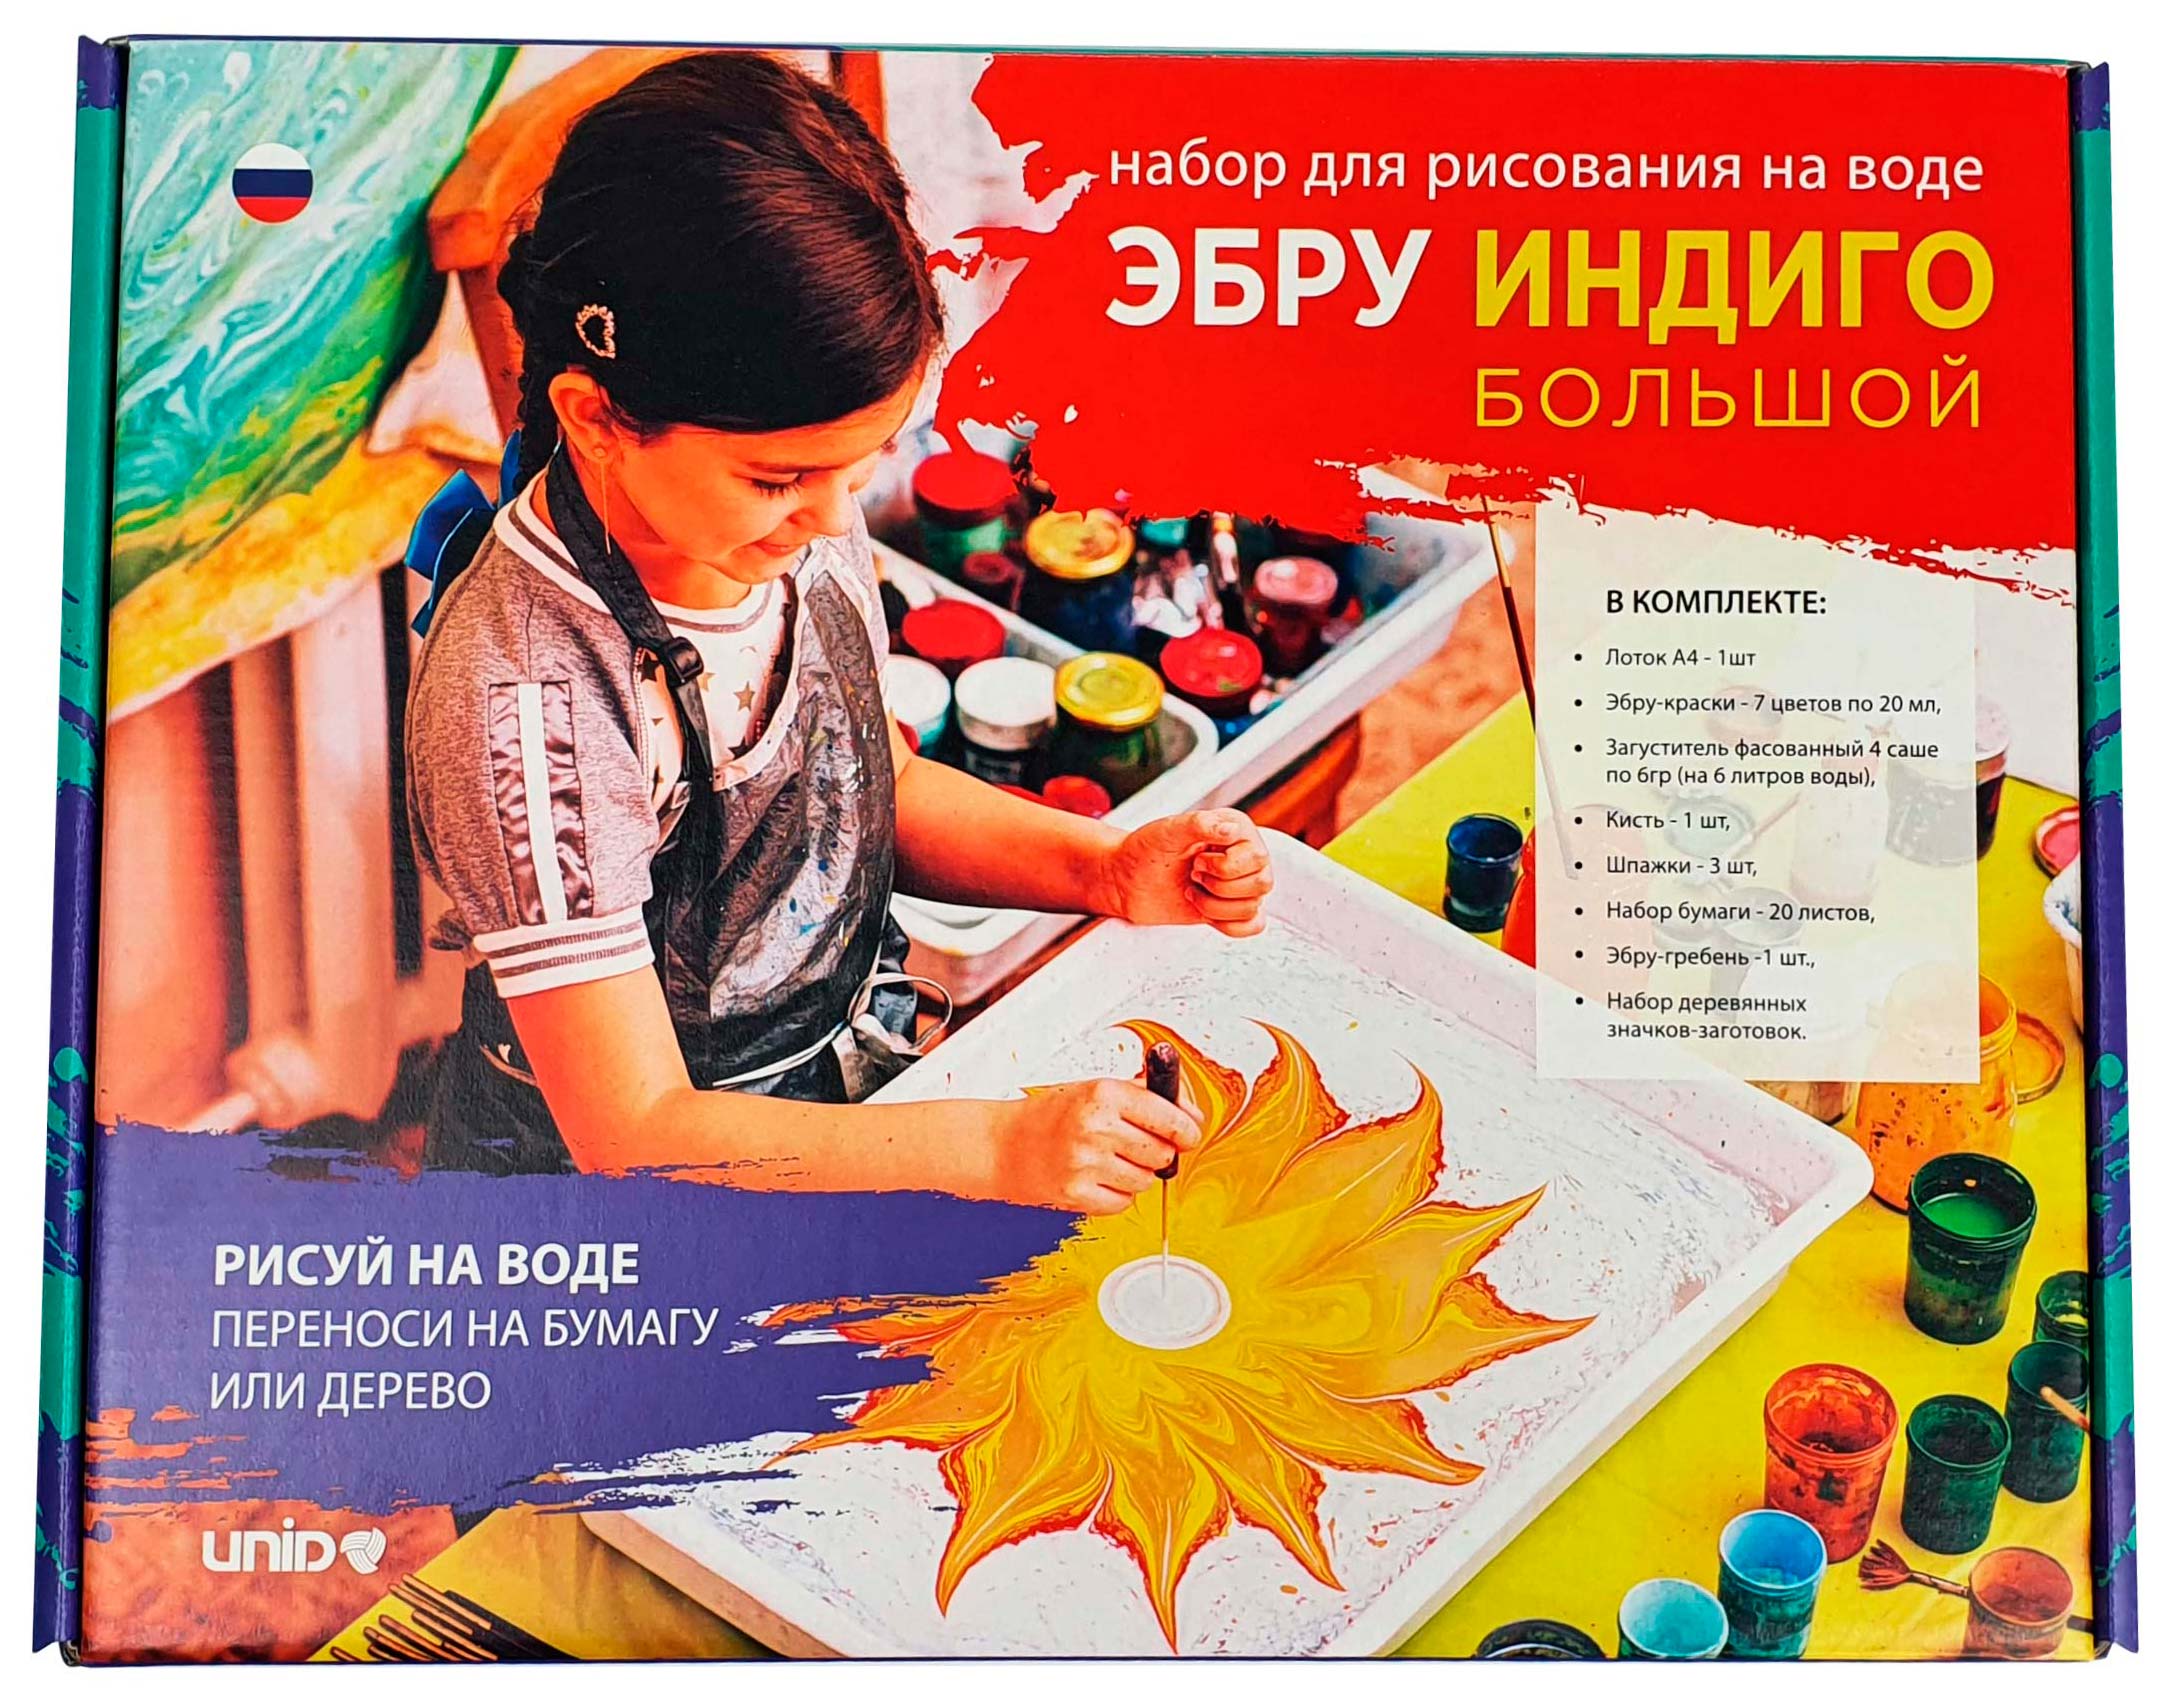 набор для рисования на воде
ЭБРУ ИНДИГО
БОЛЬШОЙ
В КОМПЛЕКТЕ:
• Лоток А4 - 1шт
• Эбру-краски - 7 цветов по 20 мл,
• Загуститель фасованный 4 саше
по 6гр (на 6 литров воды),
• Кисть - 1 шт,
• Шпажки - 3 шт,
• Набор бумаги - 20 листов,
• Эбру-гребень -1 шт.,
• Набор деревянных
значков-заготовок.
РИСУЙ НА ВОДЕ
ПЕРЕНОСИ НА БУМАГУ
ИЛИ ДЕРЕВО
UNID